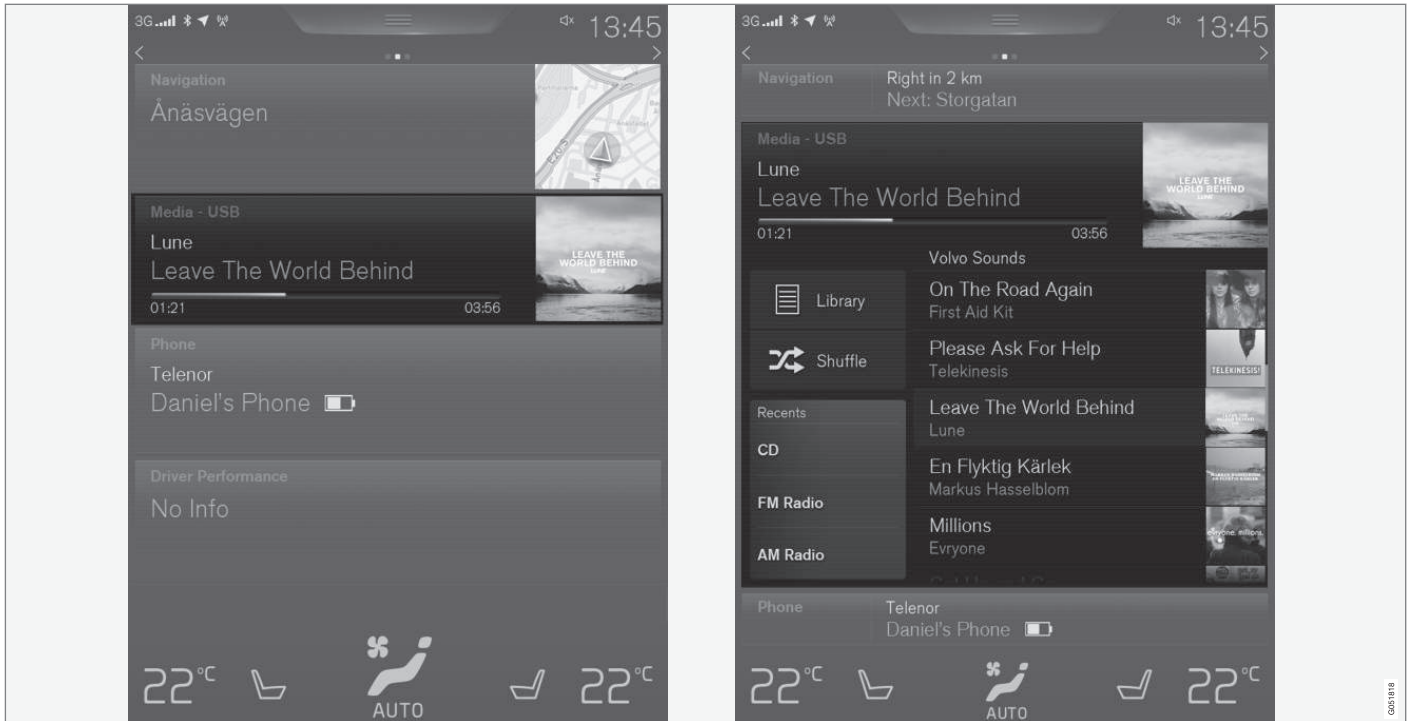 3G
13:45
Navigation
Ånäsvägen
Media - USB
Lune
Leave The World Behind
LEAVE THE
WORLD BEHIND
LUNE
01:21 03:56
Phone
Telenor
Daniel's Phone
Driver Performance
No Info
22°C
AUTO
22°C
3G
13:45
Navigation
Right in 2 km
Next: Storgatan
Media - USB
Lune
Leave The World Behind
LEAVE THE
WORLD BEHIND
LUNE
01:21 03:56
Volvo Sounds
Library
Shuffle
Recents
CD
FM Radio
AM Radio
On The Road Again
First Aid Kit
Please Ask For Help
Telekinesis
TELEKINESIS!
Leave The World Behind
Lune
En Flyktig Kärlek
Markus Hasselblom
Millions
Evryone
evryone. millions.
Phone
Telenor
Daniel's Phone
22°C
AUTO
22°C
G051818